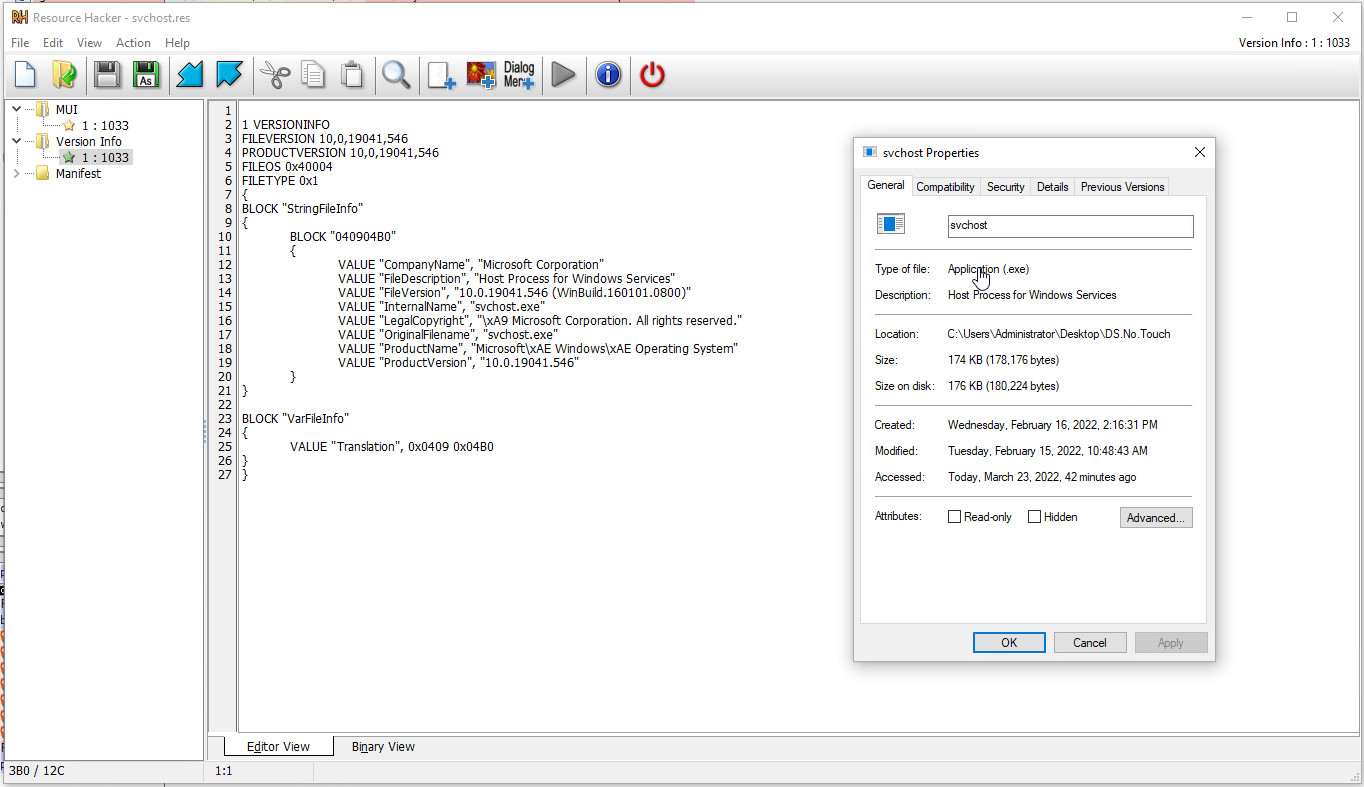 Resource Hacker - svchost.res
File Edit View Action Help
Version Info : 1 : 1033
As
Dialog
Mer
MUI
1 : 1033
Version Info
1 : 1033
Manifest
1
2 1 VERSIONINFO
3 FILEVERSION 10,0,19041,546
4 PRODUCTVERSION 10,0,19041,546
5 FILEOS 0x40004
6 FILETYPE 0x1
7 {
8 BLOCK "StringFileInfo"
9 {
10 BLOCK "040904B0"
11 {
12 VALUE "CompanyName", "Microsoft Corporation"
13 VALUE "FileDescription", "Host Process for Windows Services"
14 VALUE "FileVersion", "10.0.19041.546 (WinBuild.160101.0800)"
15 VALUE "InternalName", "svchost.exe"
16 VALUE "LegalCopyright", "\xA9 Microsoft Corporation. All rights reserved."
17 VALUE "OriginalFilename", "svchost.exe"
18 VALUE "ProductName", "Microsoft\xAE Windows\xAE Operating System"
19 VALUE "ProductVersion", "10.0.19041.546"
20 }
21 }
22
23 BLOCK "VarFileInfo"
24 {
25 VALUE "Translation", 0x0409 0x04B0
26 }
27 }
Editor View Binary View
3B0 / 12C 1:1
svchost Properties
General Compatibility Security Details Previous Versions
svchost
Type of file: Application (.exe)
Description: Host Process for Windows Services
Location: C:\Users\Administrator\Desktop\DS.No.Touch
Size: 174 KB (178,176 bytes)
Size on disk: 176 KB (180,224 bytes)
Created: Wednesday, February 16, 2022, 2:16:31 PM
Modified: Tuesday, February 15, 2022, 10:48:43 AM
Accessed: Today, March 23, 2022, 42 minutes ago
Attributes: Read-only Hidden Advanced...
OK Cancel Apply